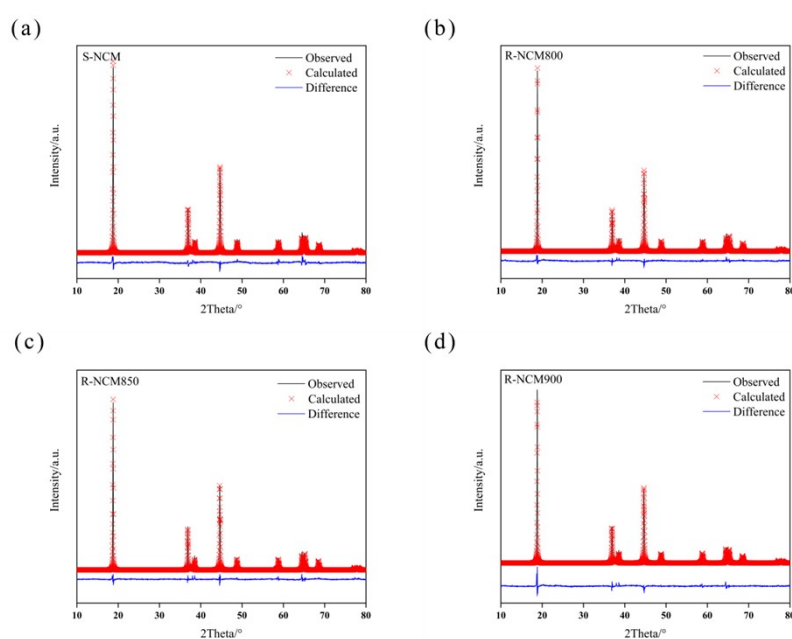 (a)
S-NCM
Observed
Calculated
Difference
Intensity/a.u.
10 20 30 40 50 60 70 80
2Theta/°
(b)
R-NCM800
Observed
Calculated
Difference
Intensity/a.u.
10 20 30 40 50 60 70 80
2Theta/°
(c)
R-NCM850
Observed
Calculated
Difference
Intensity/a.u.
10 20 30 40 50 60 70 80
2Theta/°
(d)
R-NCM900
Observed
Calculated
Difference
Intensity/a.u.
10 20 30 40 50 60 70 80
2Theta/°